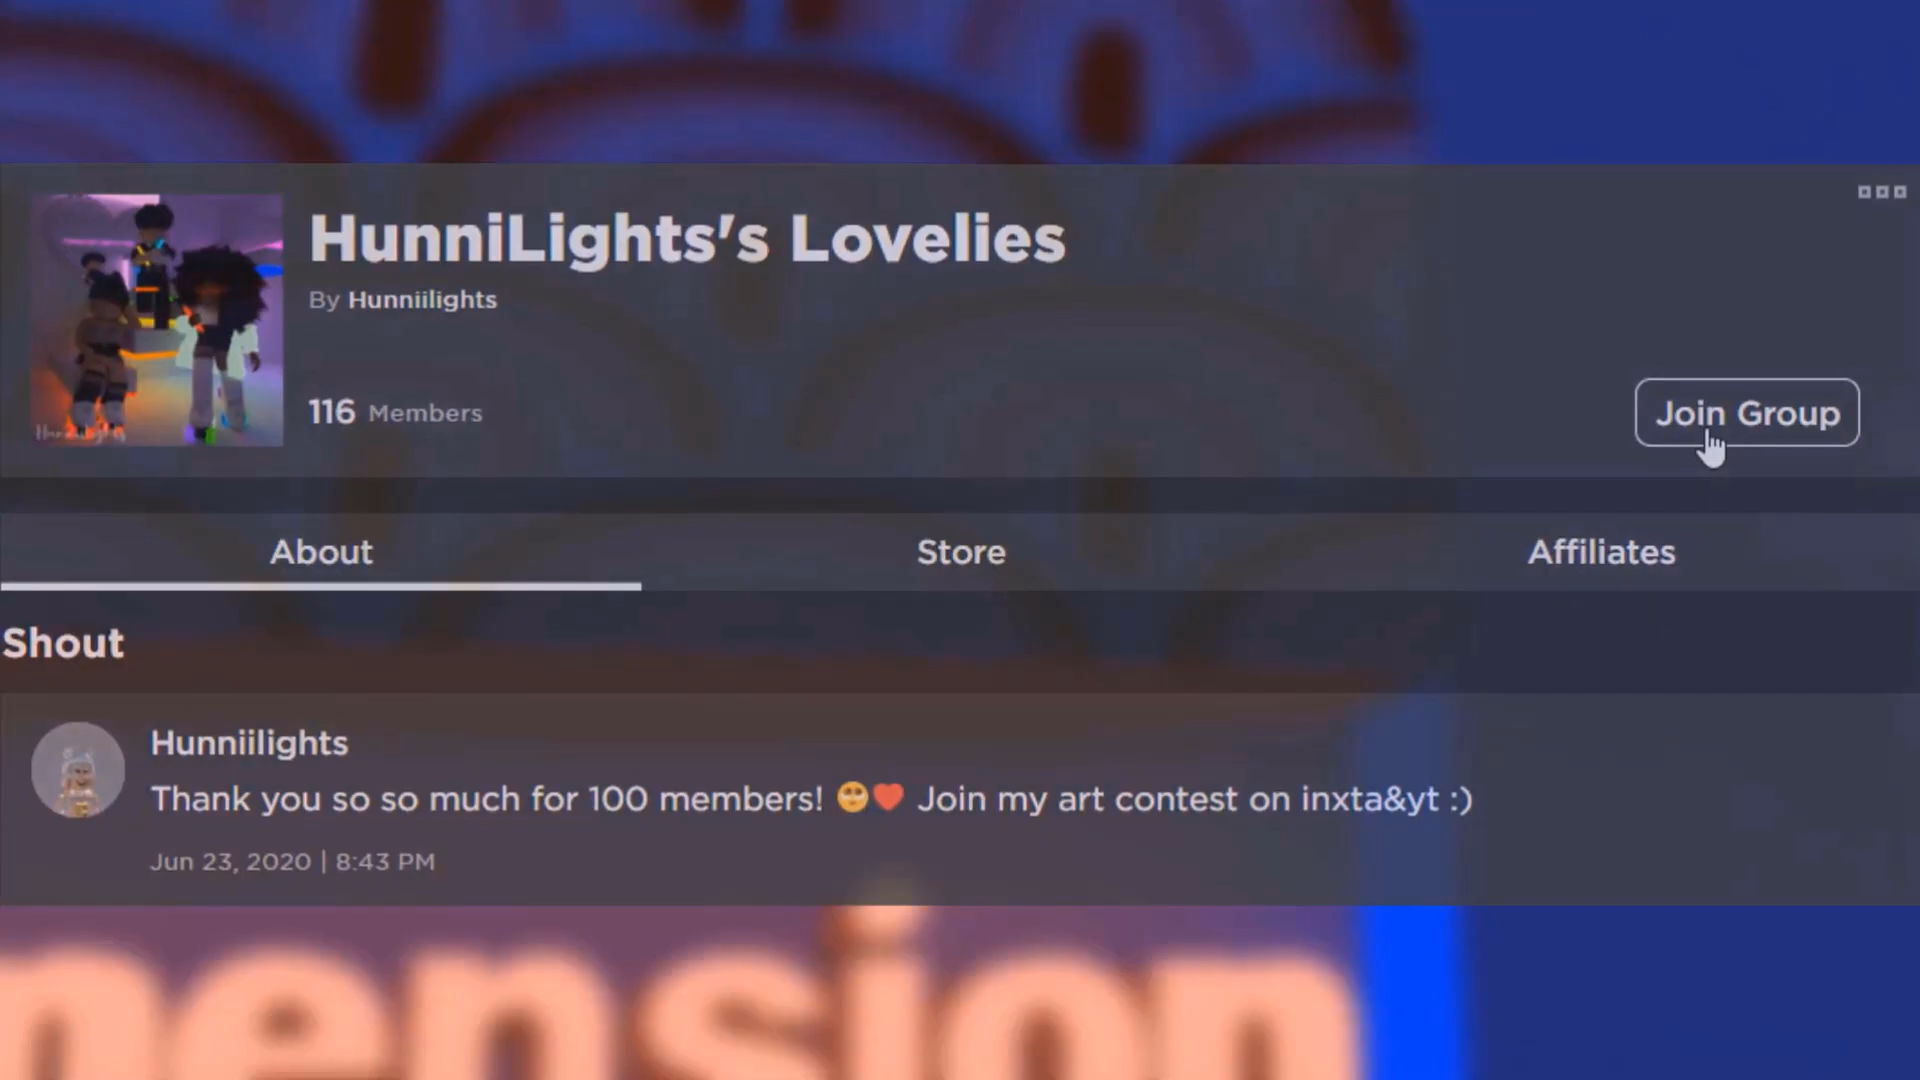 HunniLights's Lovelies
By Hunniilights
116 Members
Join Group
About
Store
Affiliates
Shout
Hunniilights
Thank you so so much for 100 members! 🥺❤️ Join my art contest on inxta&yt :)
Jun 23, 2020 | 8:43 PM
mension